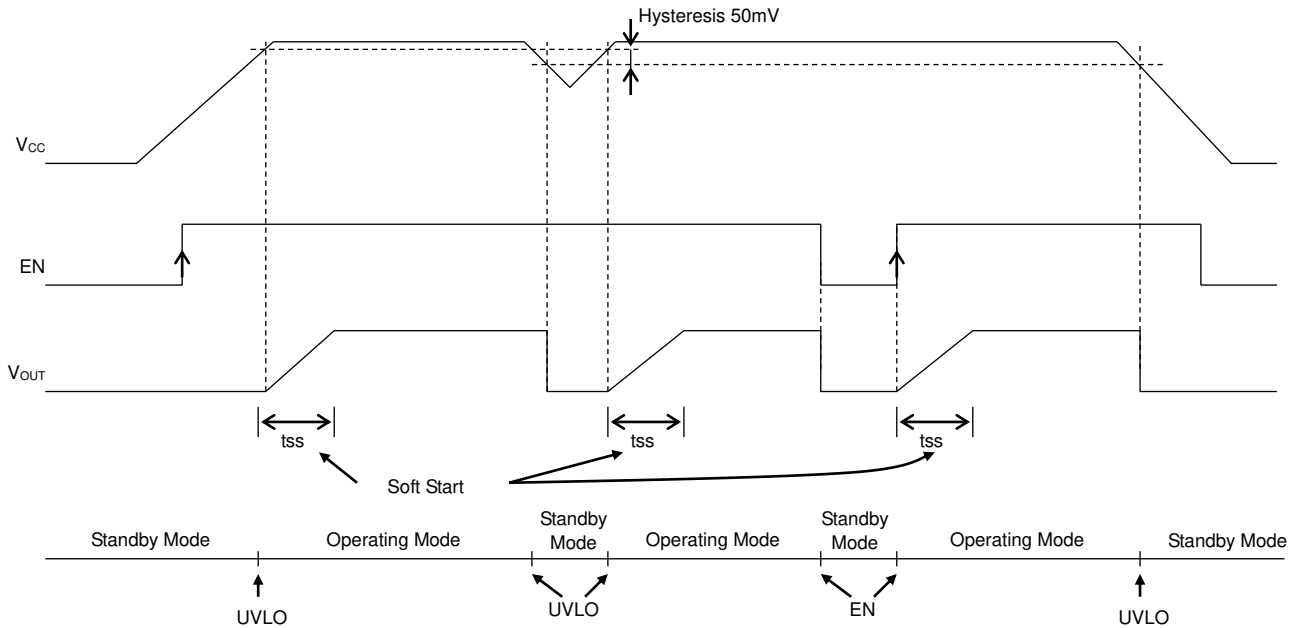 Hysteresis 50mV
VCC
EN
VOUT
tss
tss
tss
Soft Start
Standby Mode
Operating Mode
Standby
Mode
Operating Mode
Standby
Mode
Operating Mode
Standby Mode
UVLO
UVLO
EN
UVLO